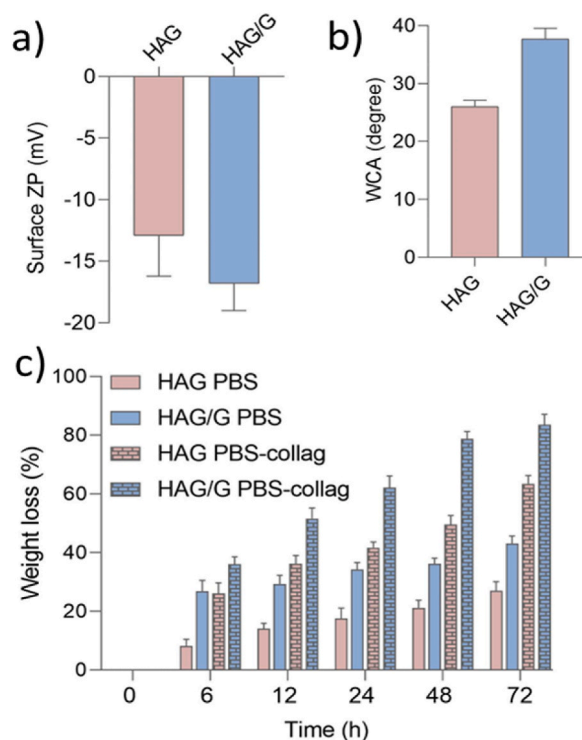 a)
HAG
HAG/G
0
-5
-10
-15
-20
Surface ZP (mV)
b)
40
30
20
10
0
WCA (degree)
HAG
HAG/G
c)
100
80
60
40
20
0
Weight loss (%)
HAG PBS
HAG/G PBS
HAG PBS-collag
HAG/G PBS-collag
0 6 12 24 48 72
Time (h)